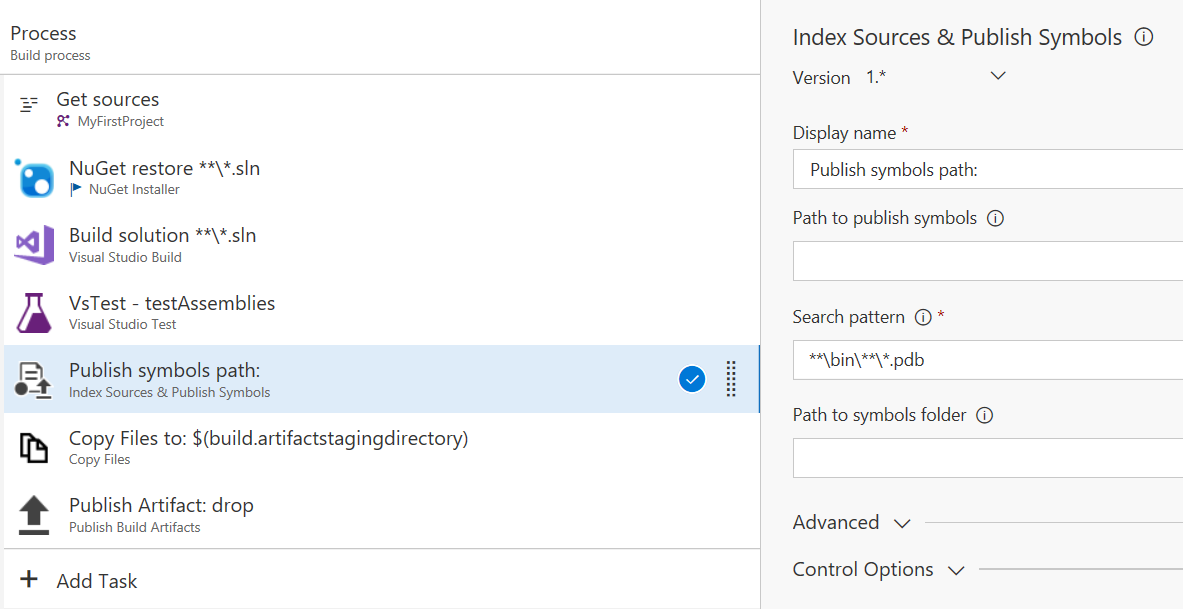 Process
Build process
Get sources
MyFirstProject
NuGet restore **\*.sln
NuGet Installer
Build solution **\*.sln
Visual Studio Build
VsTest - testAssemblies
Visual Studio Test
Publish symbols path:
Index Sources & Publish Symbols
Copy Files to: $(build.artifactstagingdirectory)
Copy Files
Publish Artifact: drop
Publish Build Artifacts
+ Add Task
Index Sources & Publish Symbols
Version 1.*
Display name *
Publish symbols path:
Path to publish symbols
Search pattern *
**\bin\**\*.pdb
Path to symbols folder
Advanced
Control Options